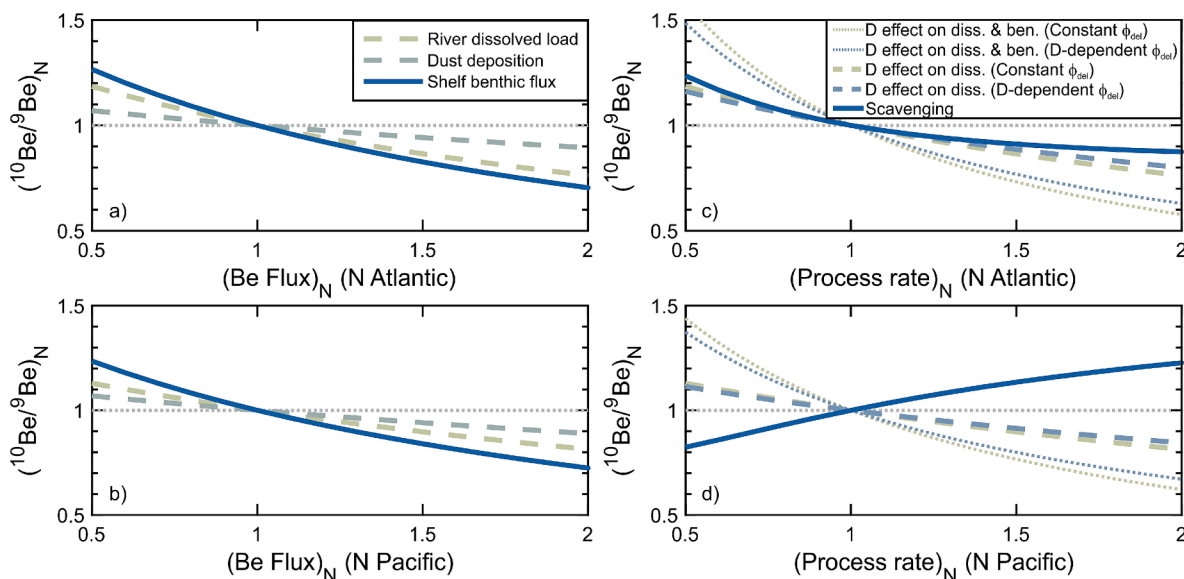 1.5
1
0.5
(¹⁰Be/⁹Be)N
River dissolved load
Dust deposition
Shelf benthic flux
a)
0.5
1
1.5
2
(Be Flux)N (N Atlantic)
1.5
1
0.5
(¹⁰Be/⁹Be)N
D effect on diss. & ben. (Constant ϕdel)
D effect on diss. & ben. (D-dependent ϕdel)
D effect on diss. (Constant ϕdel)
D effect on diss. (D-dependent ϕdel)
Scavenging
c)
0.5
1
1.5
2
(Process rate)N (N Atlantic)
1.5
1
0.5
(¹⁰Be/⁹Be)N
b)
0.5
1
1.5
2
(Be Flux)N (N Pacific)
1.5
1
0.5
(¹⁰Be/⁹Be)N
d)
0.5
1
1.5
2
(Process rate)N (N Pacific)